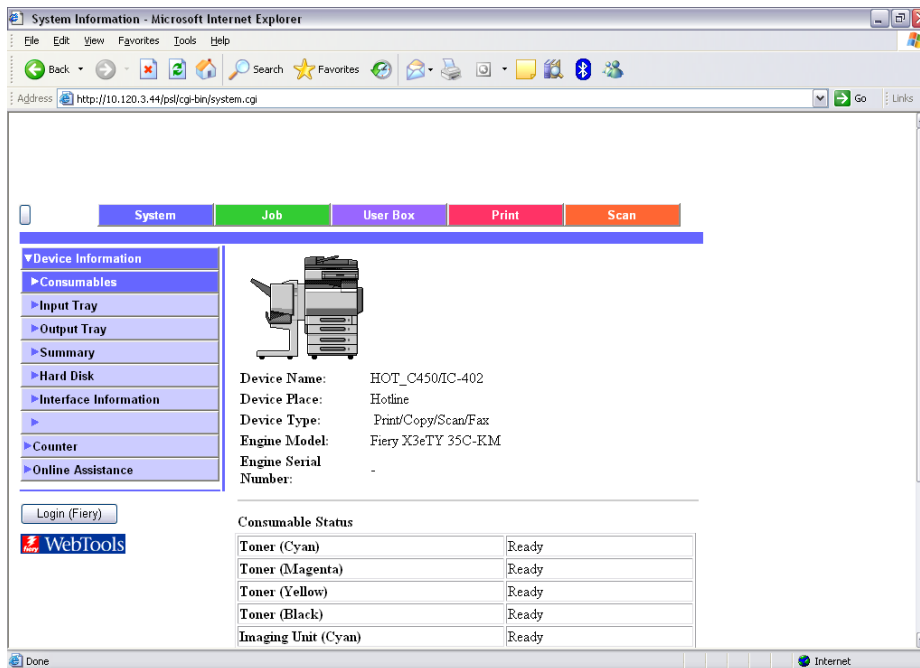 System Information - Microsoft Internet Explorer
File Edit View Favorites Tools Help
Back Search Favorites
Address http://10.120.3.44/psl/cgi-bin/system.cgi Go Links
System Job User Box Print Scan
Device Information
Consumables
Input Tray
Output Tray
Summary
Hard Disk
Interface Information
Counter
Online Assistance
Login (Fiery)
fiery WebTools
Device Name: HOT_C450/IC-402
Device Place: Hotline
Device Type: Print/Copy/Scan/Fax
Engine Model: Fiery X3eTY 35C-KM
Engine Serial
Number: -
Consumable Status
Toner (Cyan) Ready
Toner (Magenta) Ready
Toner (Yellow) Ready
Toner (Black) Ready
Imaging Unit (Cyan) Ready
Done Internet